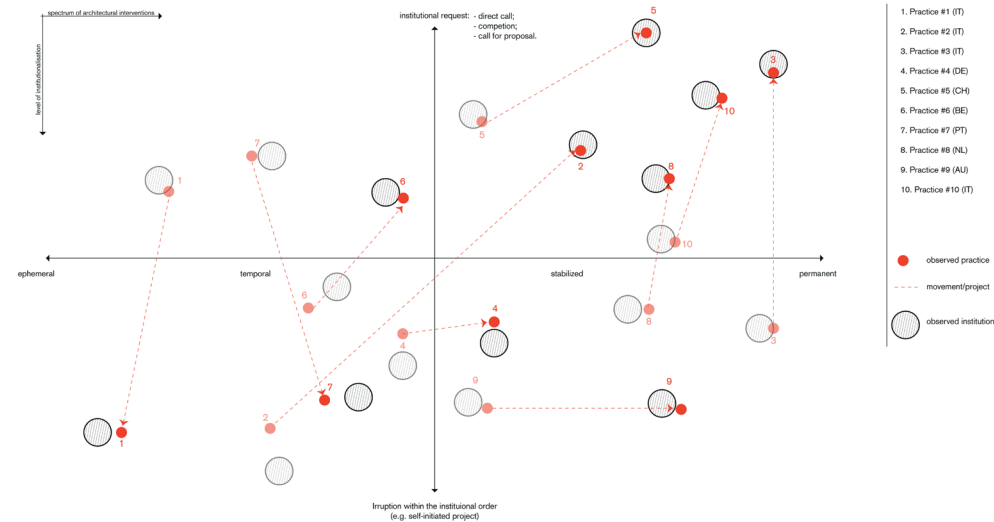 spectrum of architectural interventions
level of institutionalisation
institutional request: - direct call;
- competion;
- call for proposal.
5
3
10
5
7
2
8
1
6
10
ephemeral
temporal
stabilized
permanent
6
4
8
4
3
9
9
7
2
1
Irruption within the instituional order
(e.g. self-initiated project)
1. Practice #1 (IT)
2. Practice #2 (IT)
3. Practice #3 (IT)
4. Practice #4 (DE)
5. Practice #5 (CH)
6. Practice #6 (BE)
7. Practice #7 (PT)
8. Practice #8 (NL)
9. Practice #9 (AU)
10. Practice #10 (IT)
observed practice
movement/project
observed institution